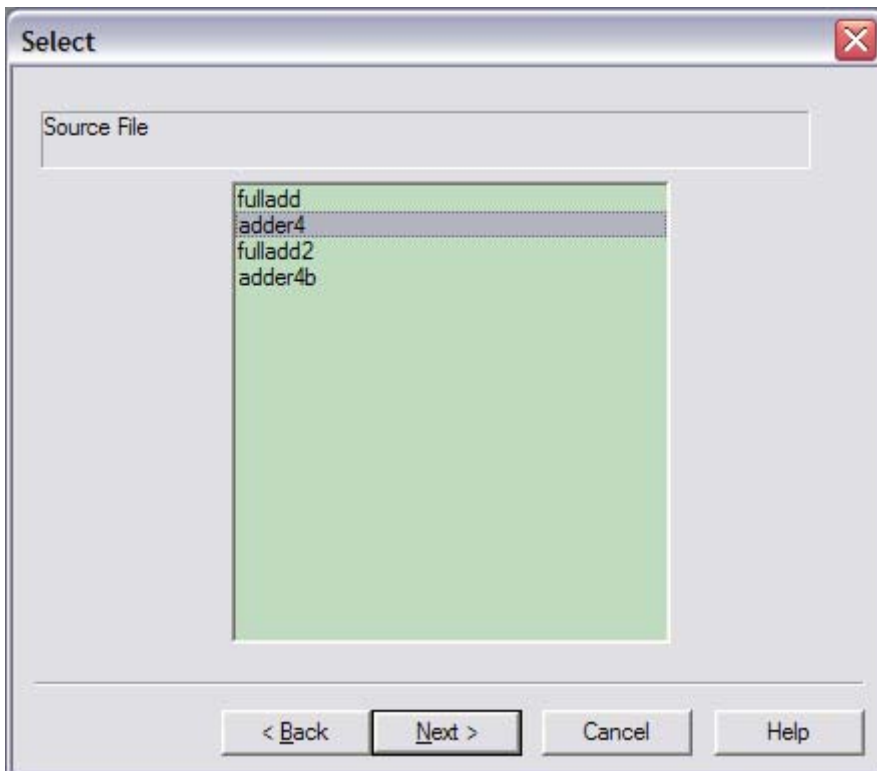 Select
Source File
fulladd
adder4
fulladd2
adder4b
< Back Next > Cancel Help